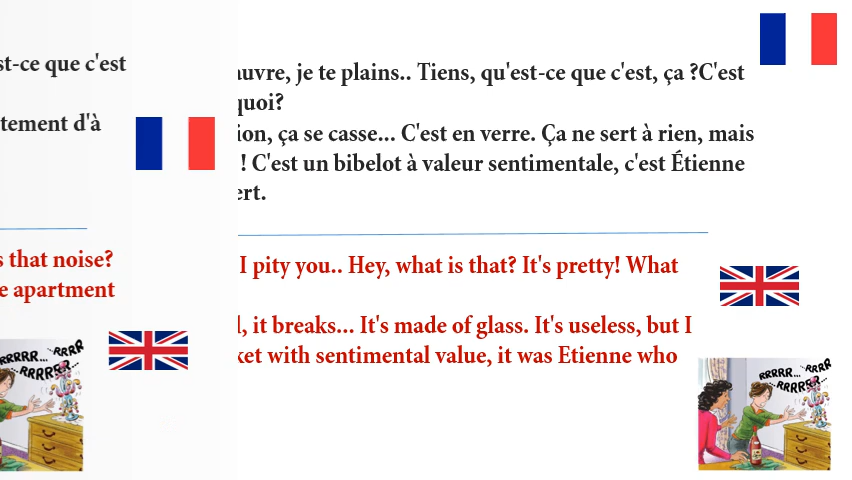 st-ce que c'est
tement d'à
s that noise?
e apartment
RRRRR... RRRR
RRRRR...
auvre, je te plains.. Tiens, qu'est-ce que c'est, ça ?C'est
quoi?
ion, ça se casse... C'est en verre. Ça ne sert à rien, mais
! C'est un bibelot à valeur sentimentale, c'est Étienne
ert.
I pity you.. Hey, what is that? It's pretty! What
l, it breaks... It's made of glass. It's useless, but I
ket with sentimental value, it was Etienne who
RRRRR... RRRR
RRRRR...